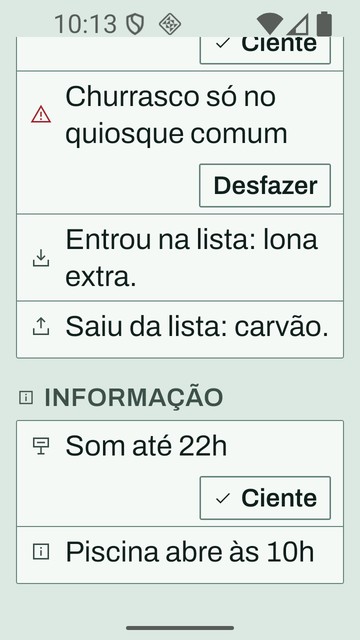 10:13
Ciente
Churrasco só no
quiosque comum
Desfazer
Entrou na lista: lona
extra.
Saiu da lista: carvão.
INFORMAÇÃO
Som até 22h
Ciente
Piscina abre às 10h